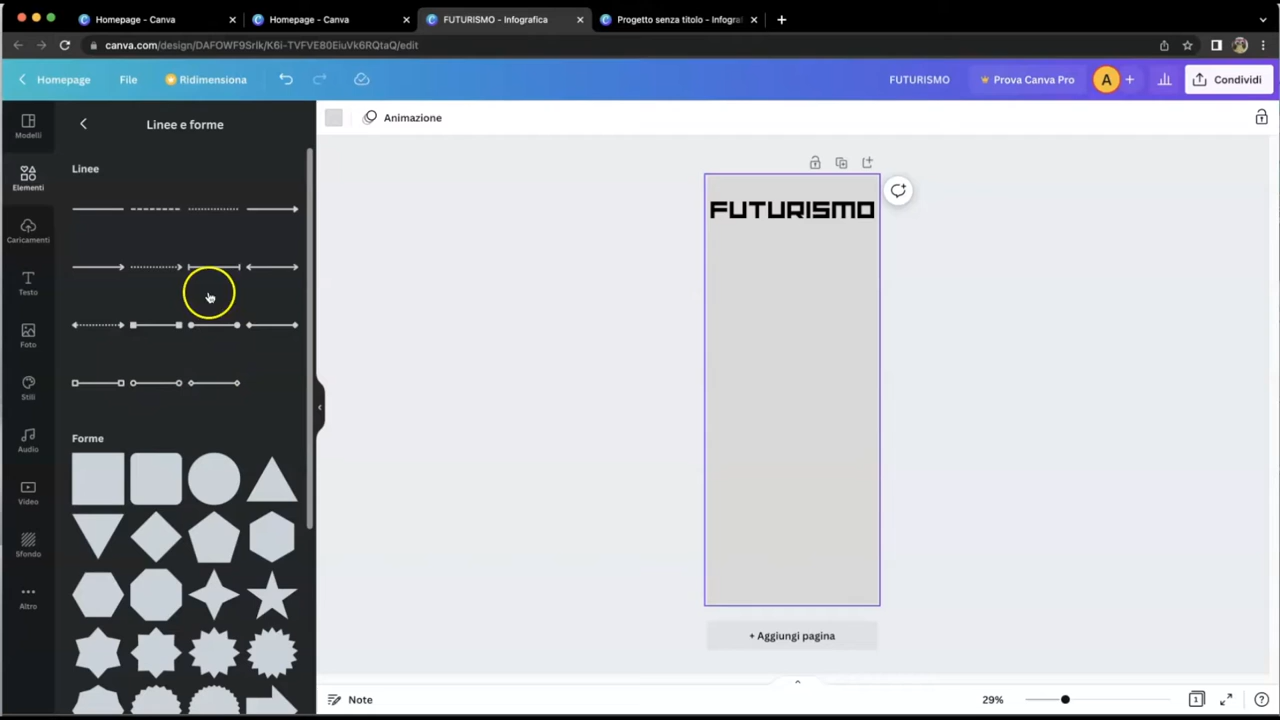 Homepage - Canva
Homepage - Canva
FUTURISMO - Infografica
Progetto senza titolo - Infogra
canva.com/design/DAFOWF9SrIk/K6i-TVFVE80EiuVk6RQtaQ/edit
Homepage
File
Ridimensiona
FUTURISMO
Prova Canva Pro
A
Condividi
Modelli
Elementi
Caricamenti
Testo
Foto
Stili
Audio
Video
Sfondo
Altro
Linee e forme
Linee
Forme
Animazione
FUTURISMO
+ Aggiungi pagina
Note
29%
1